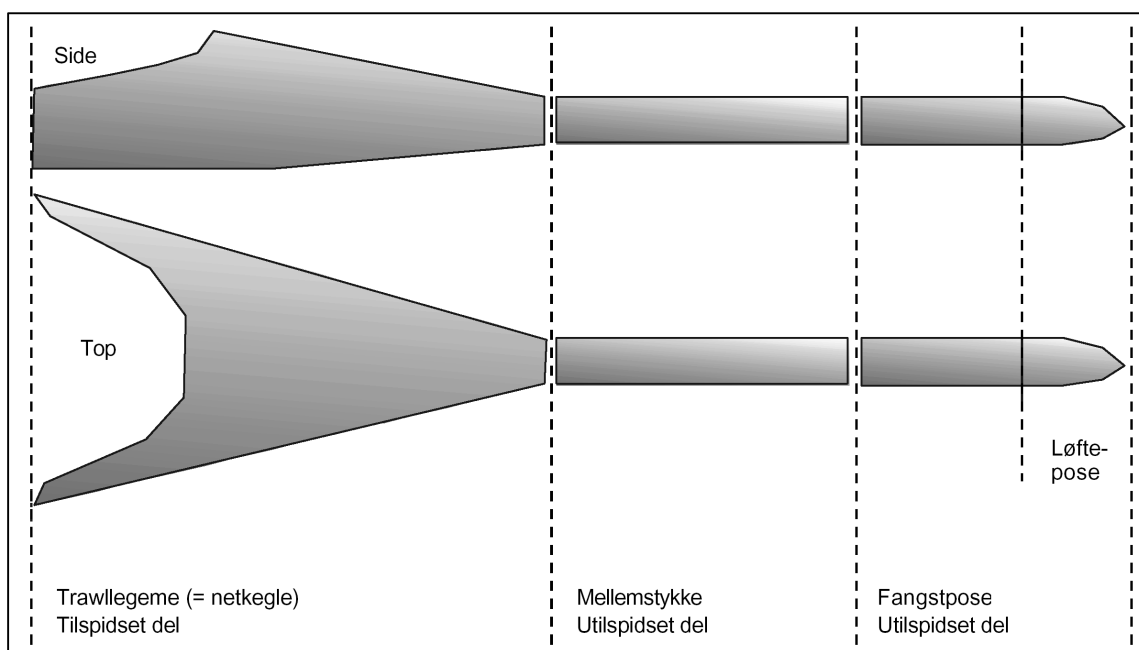 Side
Top
Løfte-
pose
Trawllegeme (= netkegle)
Tilspidset del
Mellemstykke
Utilspidset del
Fangstpose
Utilspidset del